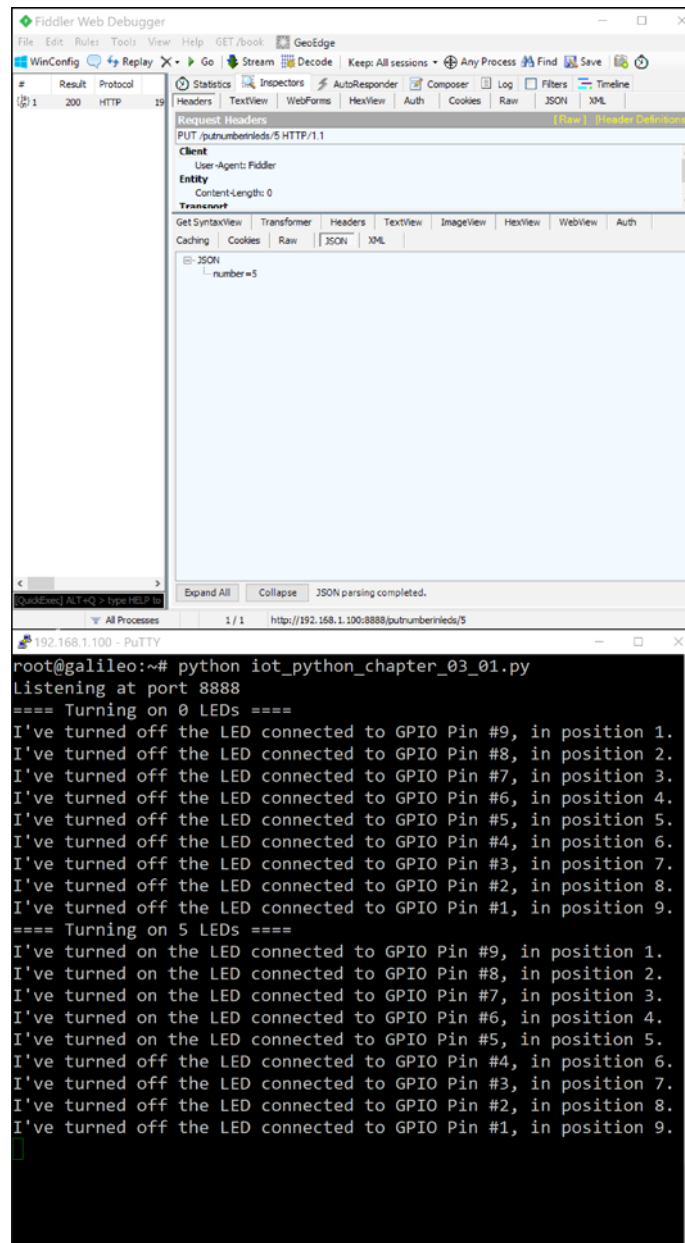 Fiddler Web Debugger
File Edit Rules Tools View Help GET /book GeoEdge
WinConfig Replay X Go Stream Decode Keep: All sessions Any Process Find Save
# Result Protocol
1 200 HTTP 19
Statistics Inspectors AutoResponder Composer Log Filters Timeline
Headers TextView WebForms HexView Auth Cookies Raw JSON XML
Request Headers [ Raw ] [Header Definitions
PUT /putnumberinleds/5 HTTP/1.1
Client
User-Agent: Fiddler
Entity
Content-Length: 0
Transport
Get SyntaxView Transformer Headers TextView ImageView HexView WebView Auth
Caching Cookies Raw JSON XML
JSON
number=5
Expand All Collapse JSON parsing completed.
[QuickExec] ALT+Q > type HELP to
All Processes 1 / 1 http://192.168.1.100:8888/putnumberinleds/5
192.168.1.100 - PuTTY
root@galileo:~# python iot_python_chapter_03_01.py
Listening at port 8888
==== Turning on 0 LEDs ====
I've turned off the LED connected to GPIO Pin #9, in position 1.
I've turned off the LED connected to GPIO Pin #8, in position 2.
I've turned off the LED connected to GPIO Pin #7, in position 3.
I've turned off the LED connected to GPIO Pin #6, in position 4.
I've turned off the LED connected to GPIO Pin #5, in position 5.
I've turned off the LED connected to GPIO Pin #4, in position 6.
I've turned off the LED connected to GPIO Pin #3, in position 7.
I've turned off the LED connected to GPIO Pin #2, in position 8.
I've turned off the LED connected to GPIO Pin #1, in position 9.
==== Turning on 5 LEDs ====
I've turned on the LED connected to GPIO Pin #9, in position 1.
I've turned on the LED connected to GPIO Pin #8, in position 2.
I've turned on the LED connected to GPIO Pin #7, in position 3.
I've turned on the LED connected to GPIO Pin #6, in position 4.
I've turned on the LED connected to GPIO Pin #5, in position 5.
I've turned off the LED connected to GPIO Pin #4, in position 6.
I've turned off the LED connected to GPIO Pin #3, in position 7.
I've turned off the LED connected to GPIO Pin #2, in position 8.
I've turned off the LED connected to GPIO Pin #1, in position 9.